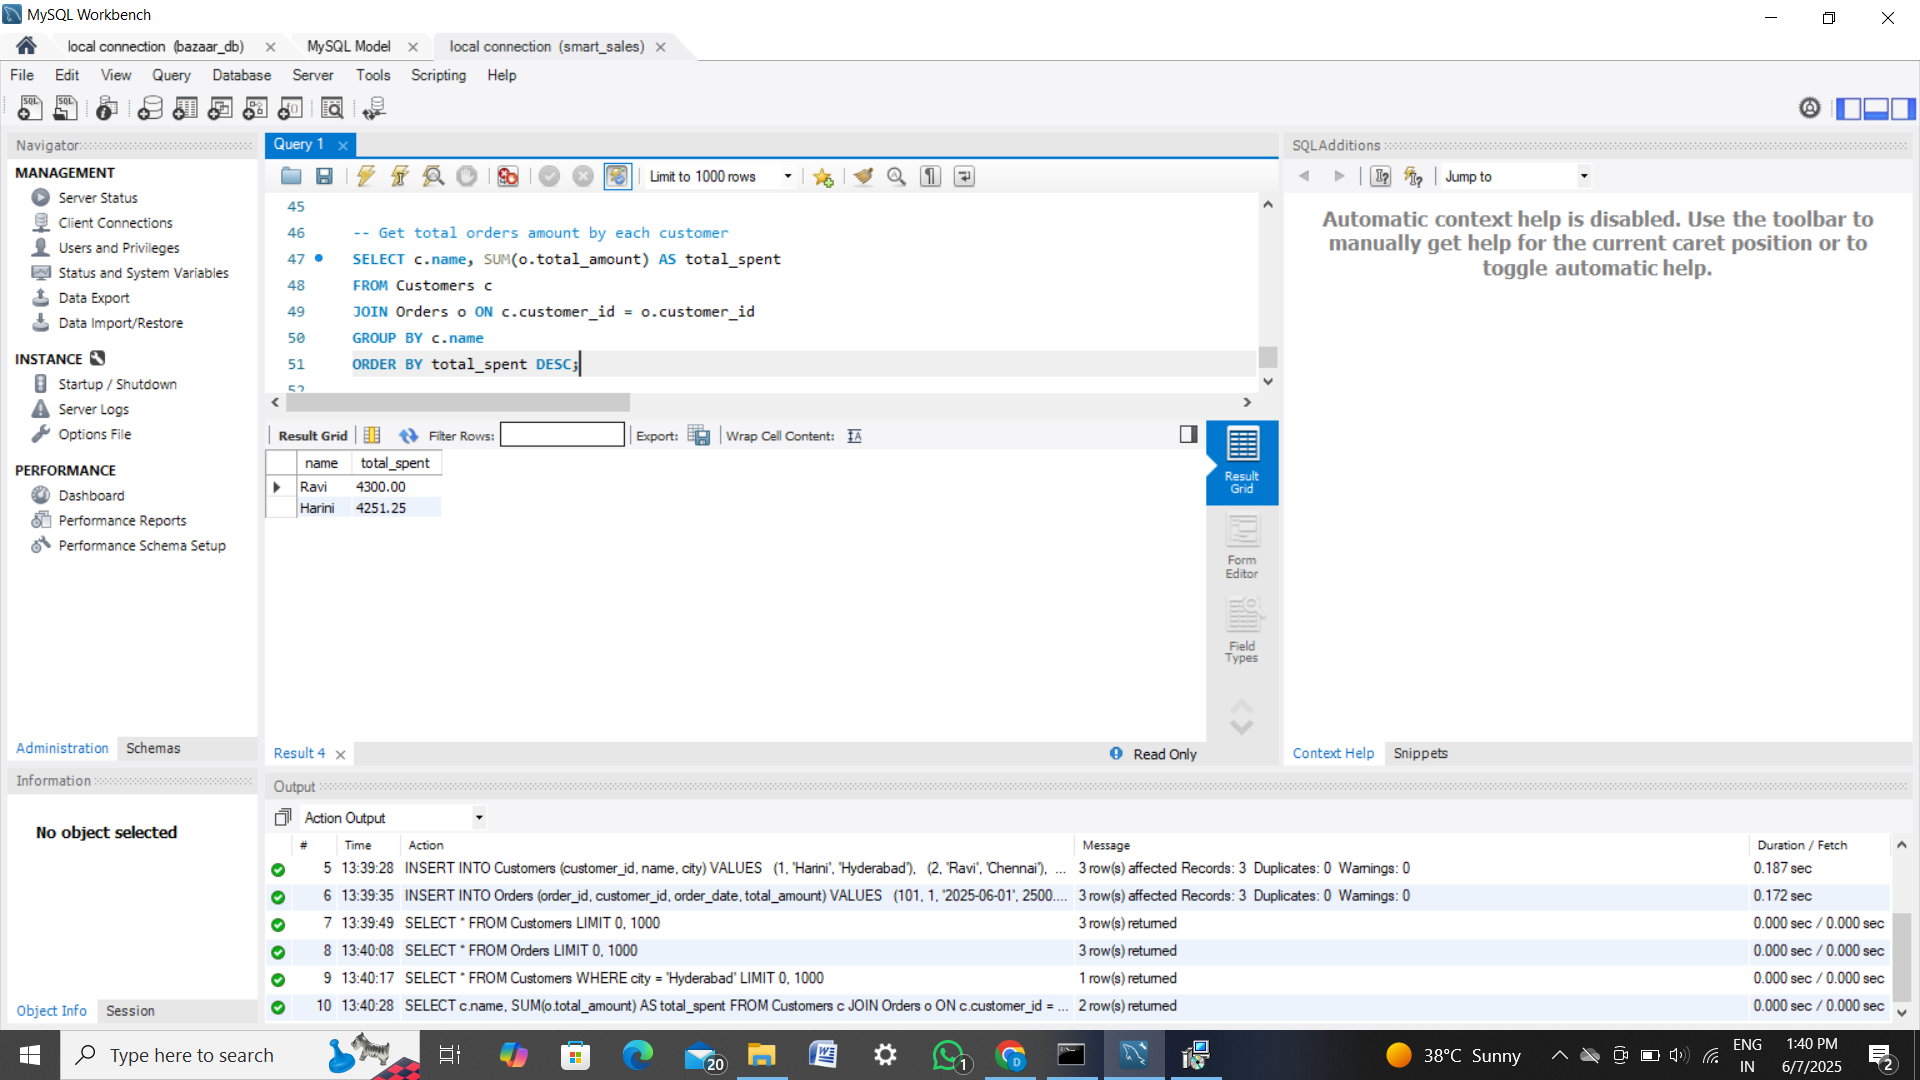 MySQL Workbench
local connection (bazaar_db)
MySQL Model
local connection (smart_sales)
File Edit View Query Database Server Tools Scripting Help
Navigator
MANAGEMENT
Server Status
Client Connections
Users and Privileges
Status and System Variables
Data Export
Data Import/Restore
INSTANCE
Startup / Shutdown
Server Logs
Options File
PERFORMANCE
Dashboard
Performance Reports
Performance Schema Setup
Administration Schemas
Information
No object selected
Object Info Session
Query 1
Limit to 1000 rows
45
46 -- Get total orders amount by each customer
47 SELECT c.name, SUM(o.total_amount) AS total_spent
48 FROM Customers c
49 JOIN Orders o ON c.customer_id = o.customer_id
50 GROUP BY c.name
51 ORDER BY total_spent DESC;
52
Result Grid Filter Rows: Export: Wrap Cell Content:
name total_spent
Ravi 4300.00
Harini 4251.25
Result Grid
Form Editor
Field Types
Result 4
Read Only
SQLAdditions
Jump to
Automatic context help is disabled. Use the toolbar to
manually get help for the current caret position or to
toggle automatic help.
Context Help Snippets
Output
Action Output
# Time Action Message Duration / Fetch
5 13:39:28 INSERT INTO Customers (customer_id, name, city) VALUES (1, 'Harini', 'Hyderabad'), (2, 'Ravi', 'Chennai'), ... 3 row(s) affected Records: 3 Duplicates: 0 Warnings: 0 0.187 sec
6 13:39:35 INSERT INTO Orders (order_id, customer_id, order_date, total_amount) VALUES (101, 1, '2025-06-01', 2500.... 3 row(s) affected Records: 3 Duplicates: 0 Warnings: 0 0.172 sec
7 13:39:49 SELECT * FROM Customers LIMIT 0, 1000 3 row(s) returned 0.000 sec / 0.000 sec
8 13:40:08 SELECT * FROM Orders LIMIT 0, 1000 3 row(s) returned 0.000 sec / 0.000 sec
9 13:40:17 SELECT * FROM Customers WHERE city = 'Hyderabad' LIMIT 0, 1000 1 row(s) returned 0.000 sec / 0.000 sec
10 13:40:28 SELECT c.name, SUM(o.total_amount) AS total_spent FROM Customers c JOIN Orders o ON c.customer_id = ... 2 row(s) returned 0.000 sec / 0.000 sec
Type here to search
20
1
38°C Sunny
ENG
IN
1:40 PM
6/7/2025
2